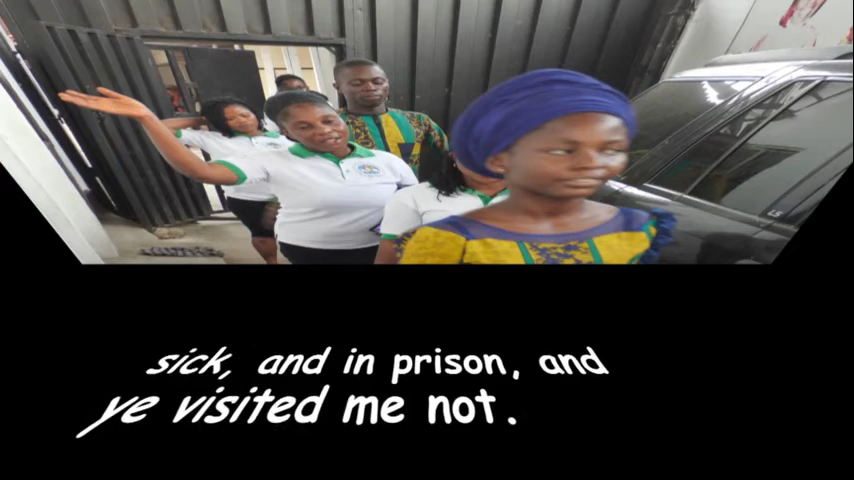 sick, and in prison, and
ye visited me not.